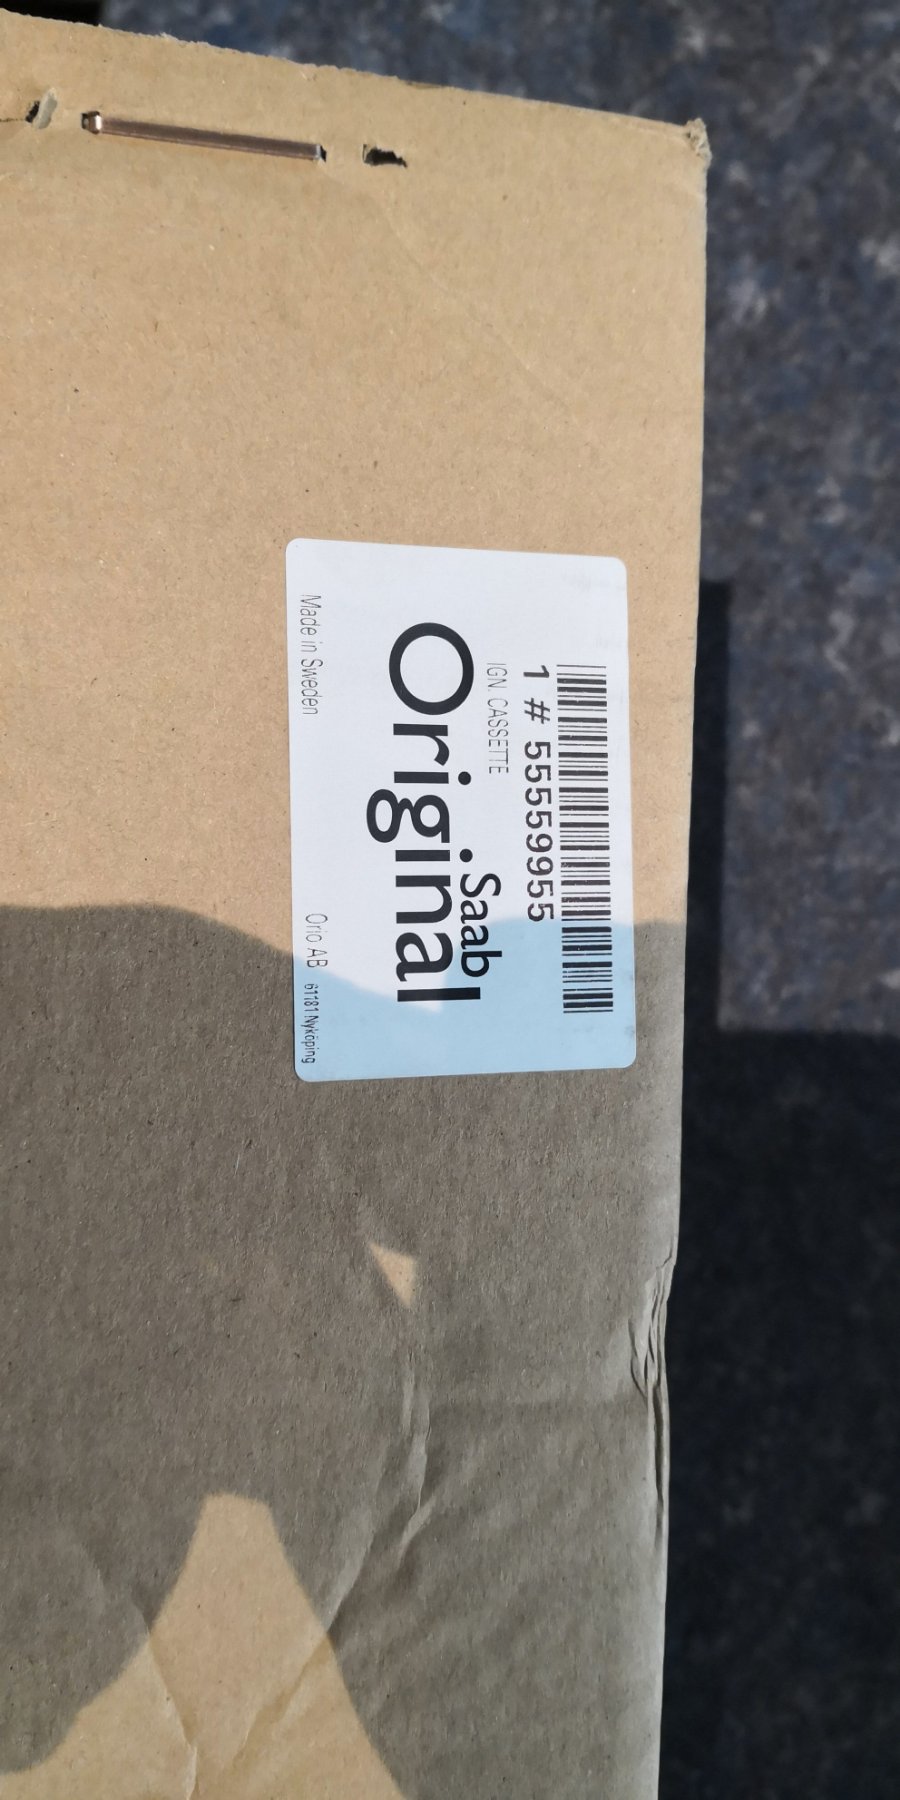 1 # 55559955
IGN. CASSETTE
Saab
Original
Made in Sweden
Orio AB 61181 Nyköping